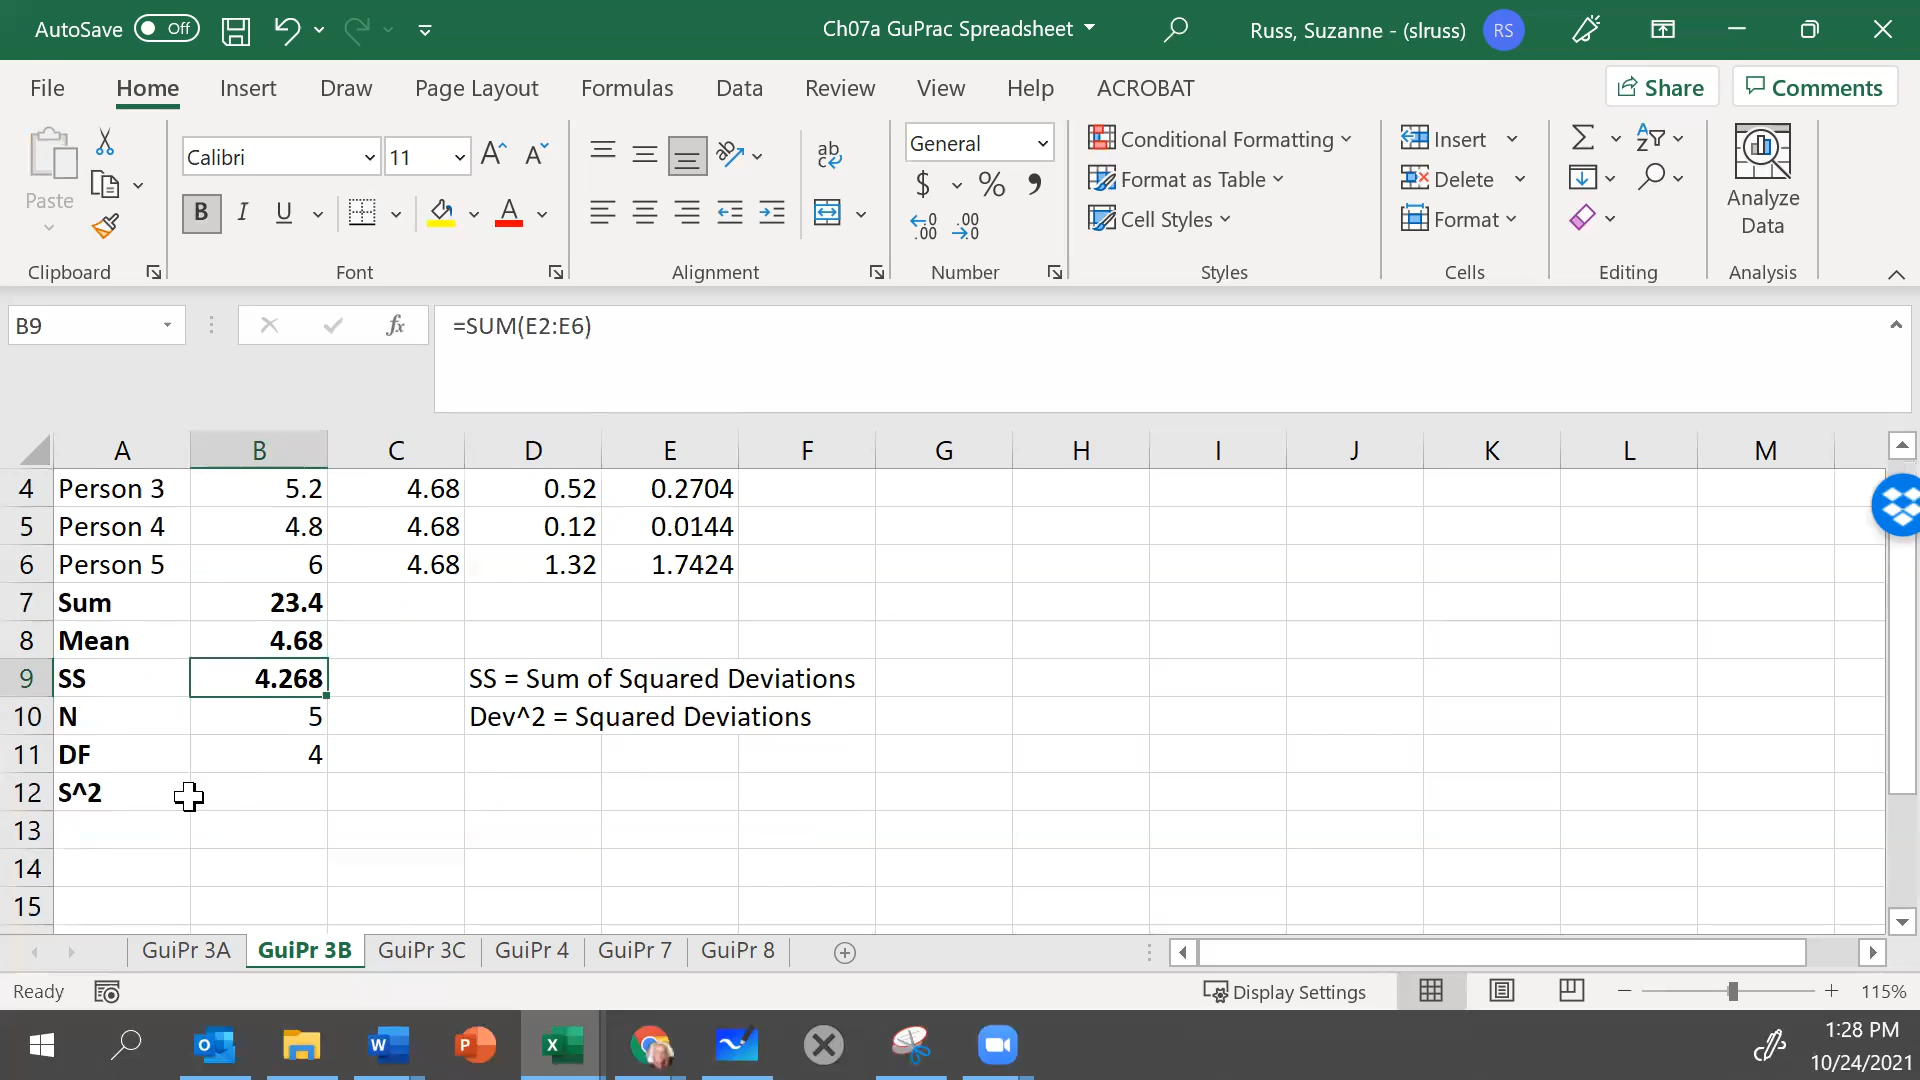 AutoSave Off Ch07a GuPrac Spreadsheet Russ, Suzanne - (slruss) RS
File Home Insert Draw Page Layout Formulas Data Review View Help ACROBAT Share Comments
Paste
Clipboard
Calibri 11
B I U A
Font
ab
Alignment
General
$ % 9
.00 .00
Number
Conditional Formatting
Format as Table
Cell Styles
Styles
Insert
Delete
Format
Cells
Editing
Analyze
Data
Analysis
B9 fx =SUM(E2:E6)
A B C D E F G H I J K L M
4 Person 3 5.2 4.68 0.52 0.2704
5 Person 4 4.8 4.68 0.12 0.0144
6 Person 5 6 4.68 1.32 1.7424
7 Sum 23.4
8 Mean 4.68
9 SS 4.268 SS = Sum of Squared Deviations
10 N 5 Dev^2 = Squared Deviations
11 DF 4
12 S^2
13
14
15
GuiPr 3A GuiPr 3B GuiPr 3C GuiPr 4 GuiPr 7 GuiPr 8
Ready Display Settings 115%
1:28 PM
10/24/2021